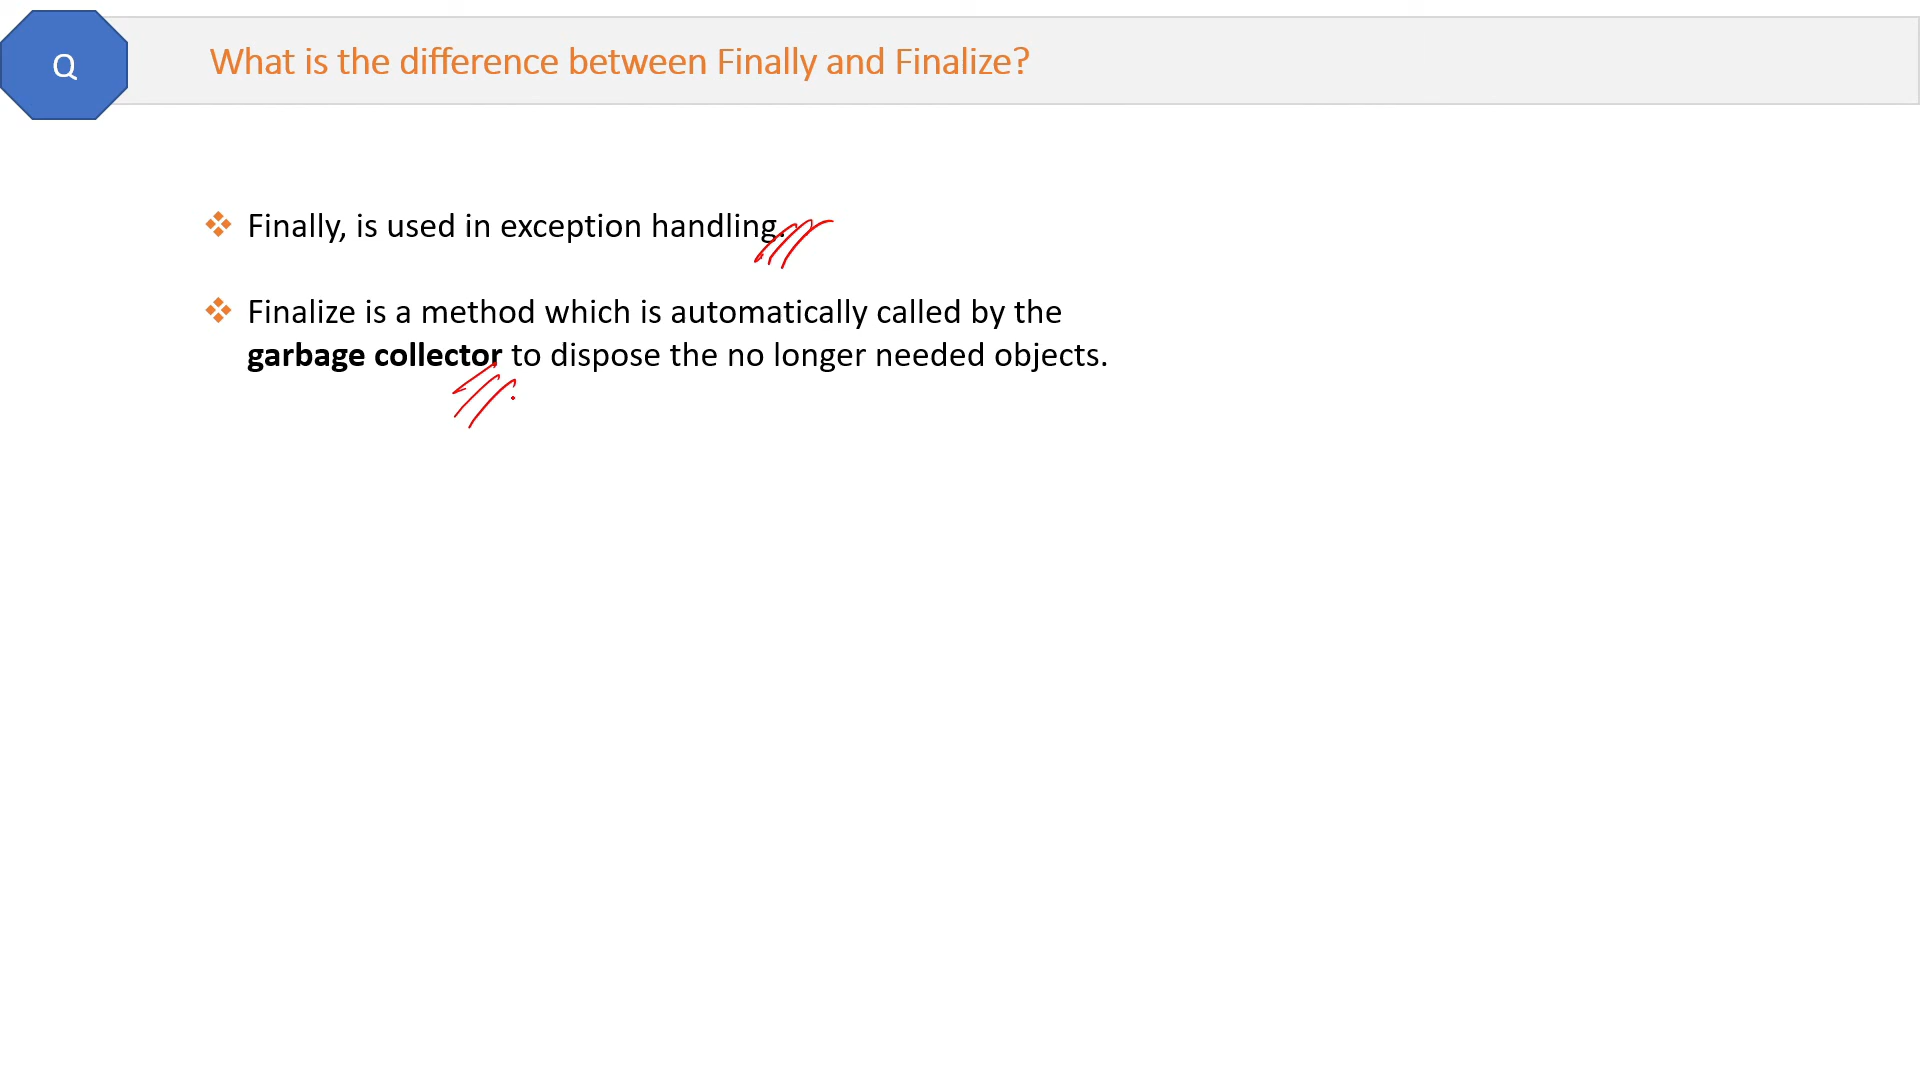 Q
What is the difference between Finally and Finalize?
Finally, is used in exception handling.
Finalize is a method which is automatically called by the
garbage collector to dispose the no longer needed objects.